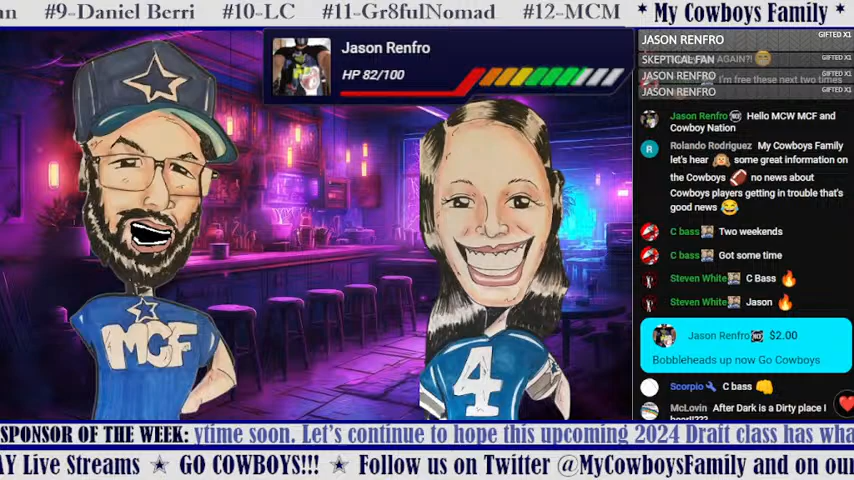 #9-Daniel Berri #10-LC #11-Gr8fulNomad #12-MCM * My Cowboys Family *
Jason Renfro
HP 82/100
JASON RENFRO GIFTED X1
SKEPTICAL FAN AGAIN?! GIFTED X1
JASON RENFRO I'm free these next two times GIFTED X1
JASON RENFRO GIFTED X1
Jason Renfro Hello MCW MCF and
Cowboy Nation
Rolando Rodriguez My Cowboys Family
let's hear 🙉 some great information on
the Cowboys 🏈 no news about
Cowboys players getting in trouble that's
good news 😂
C bass Two weekends
C bass Got some time
Steven White C Bass 🔥
Steven White Jason 🔥
Jason Renfro $2.00
Bobbleheads up now Go Cowboys
Scorpio C bass 👊
McLovin After Dark is a Dirty place I
MCF
4
SPONSOR OF THE WEEK: ytime soon. Let's continue to hope this upcoming 2024 Draft class has wha
AY Live Streams ★ GO COWBOYS!!! ★ Follow us on Twitter @MyCowboysFamily and on our